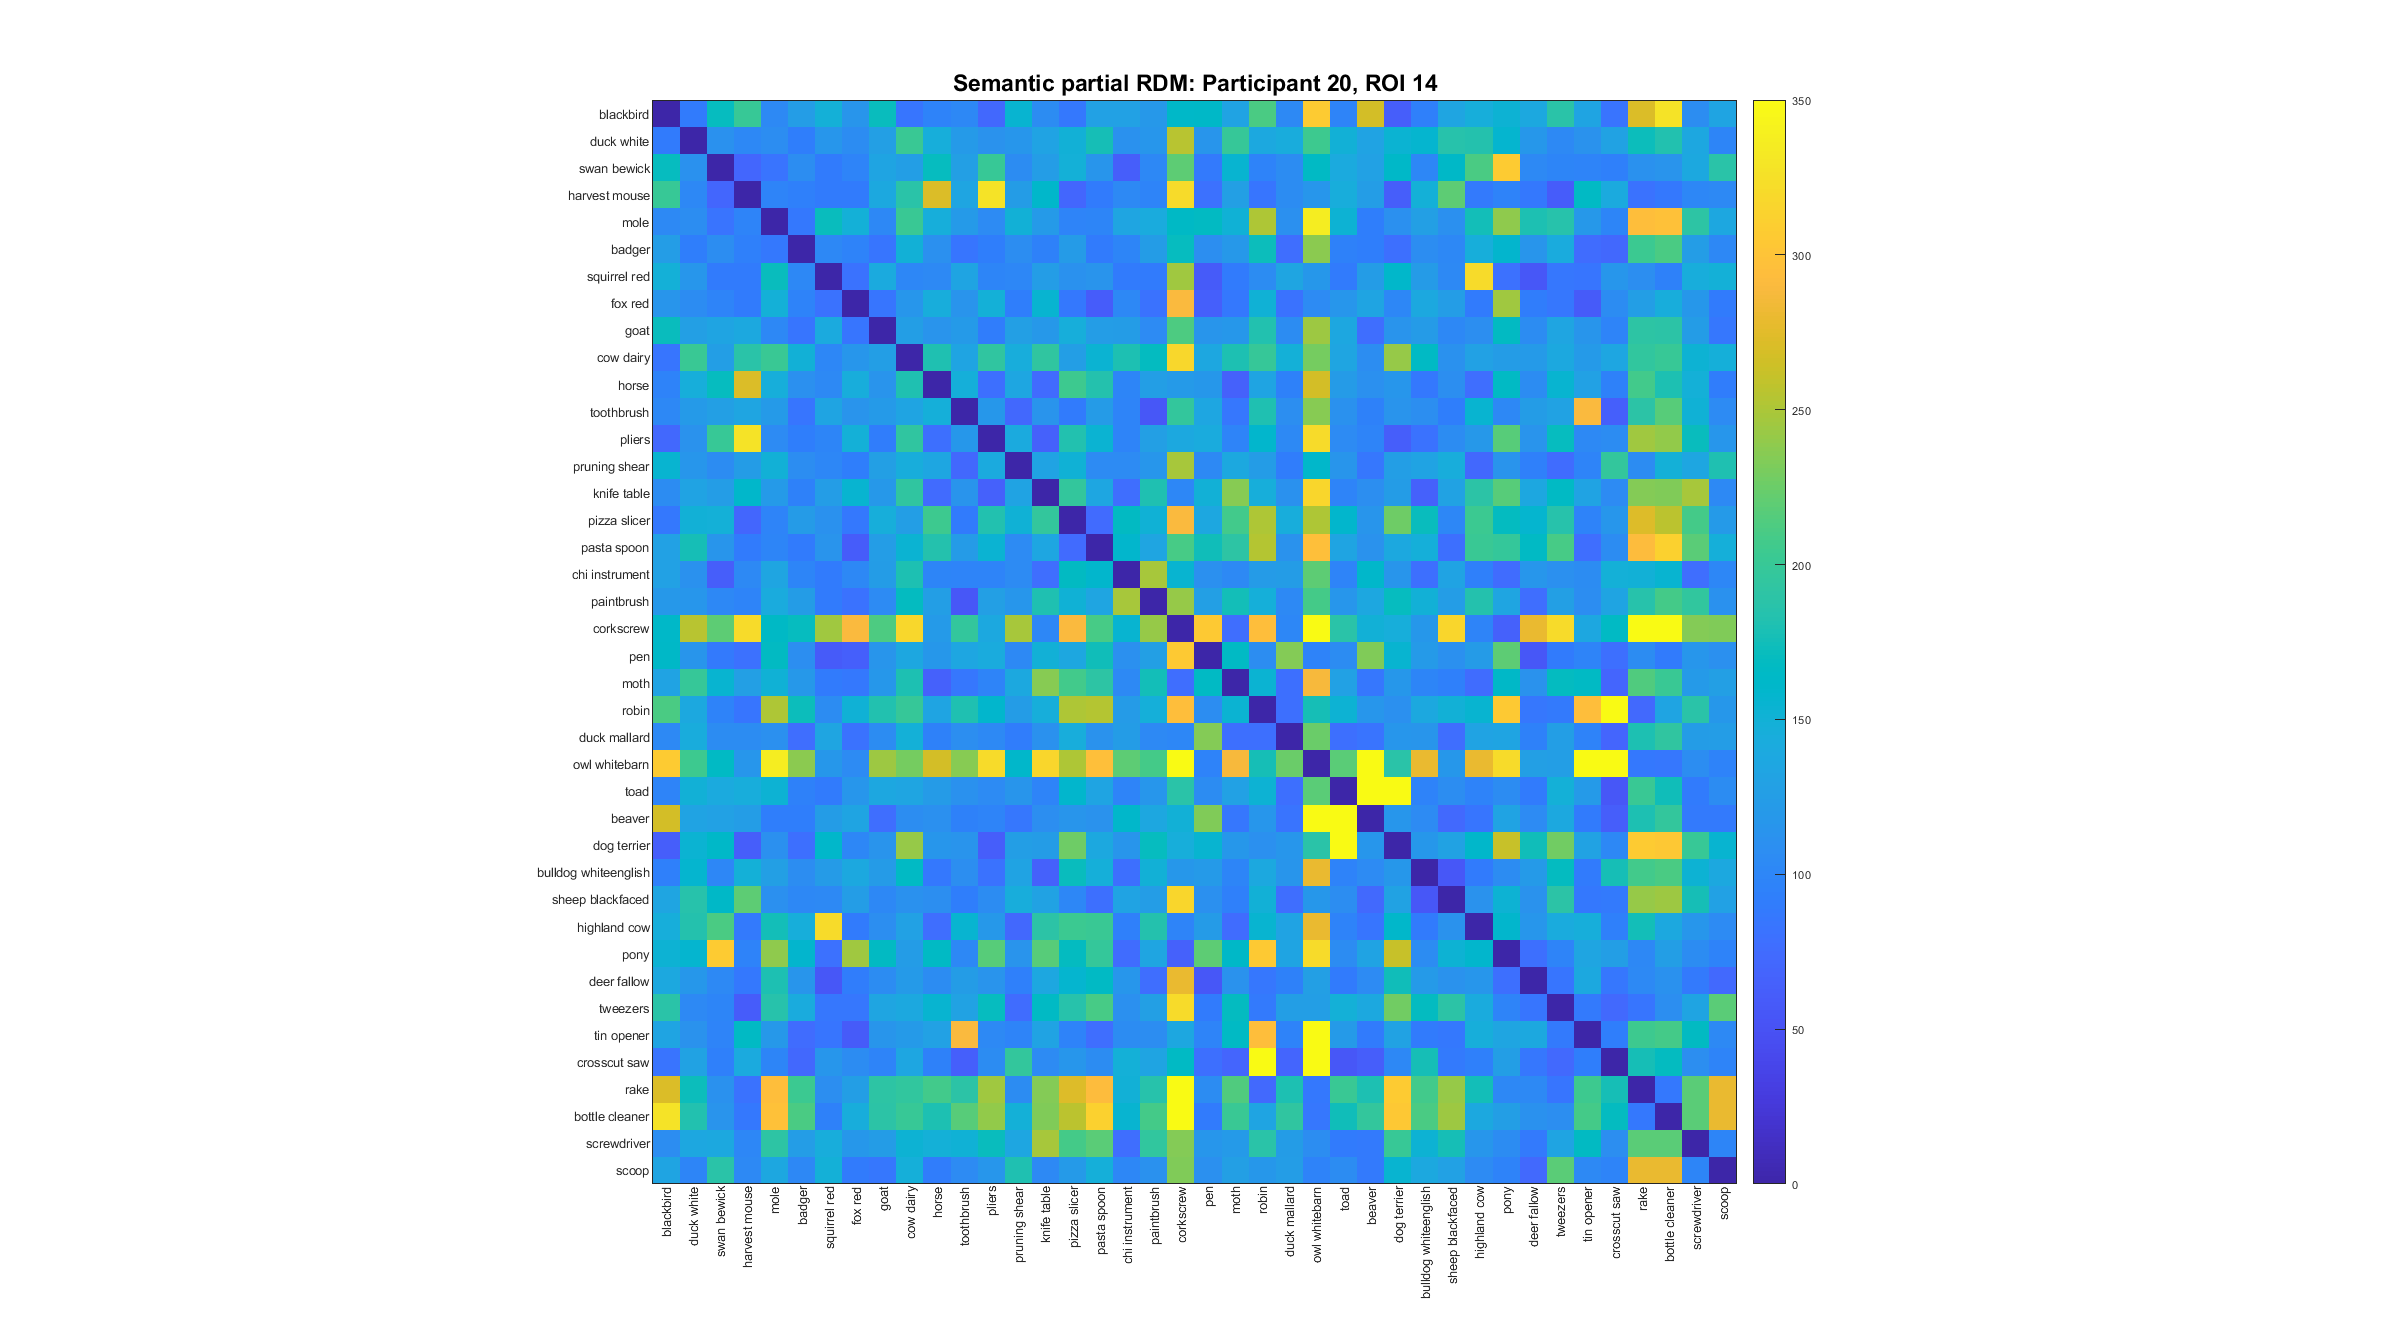 Semantic partial RDM: Participant 20, ROI 14
blackbird
duck white
swan bewick
harvest mouse
mole
badger
squirrel red
fox red
goat
cow dairy
horse
toothbrush
pliers
pruning shear
knife table
pizza slicer
pasta spoon
chi instrument
paintbrush
corkscrew
pen
moth
robin
duck mallard
owl whitebarn
toad
beaver
dog terrier
bulldog whiteenglish
sheep blackfaced
highland cow
pony
deer fallow
tweezers
tin opener
crosscut saw
rake
bottle cleaner
screwdriver
scoop
350
300
250
200
150
100
50
0
blackbird
duck white
swan bewick
harvest mouse
mole
badger
squirrel red
fox red
goat
cow dairy
horse
toothbrush
pliers
pruning shear
knife table
pizza slicer
pasta spoon
chi instrument
paintbrush
corkscrew
pen
moth
robin
duck mallard
owl whitebarn
toad
beaver
dog terrier
bulldog whiteenglish
sheep blackfaced
highland cow
pony
deer fallow
tweezers
tin opener
crosscut saw
rake
bottle cleaner
screwdriver
scoop